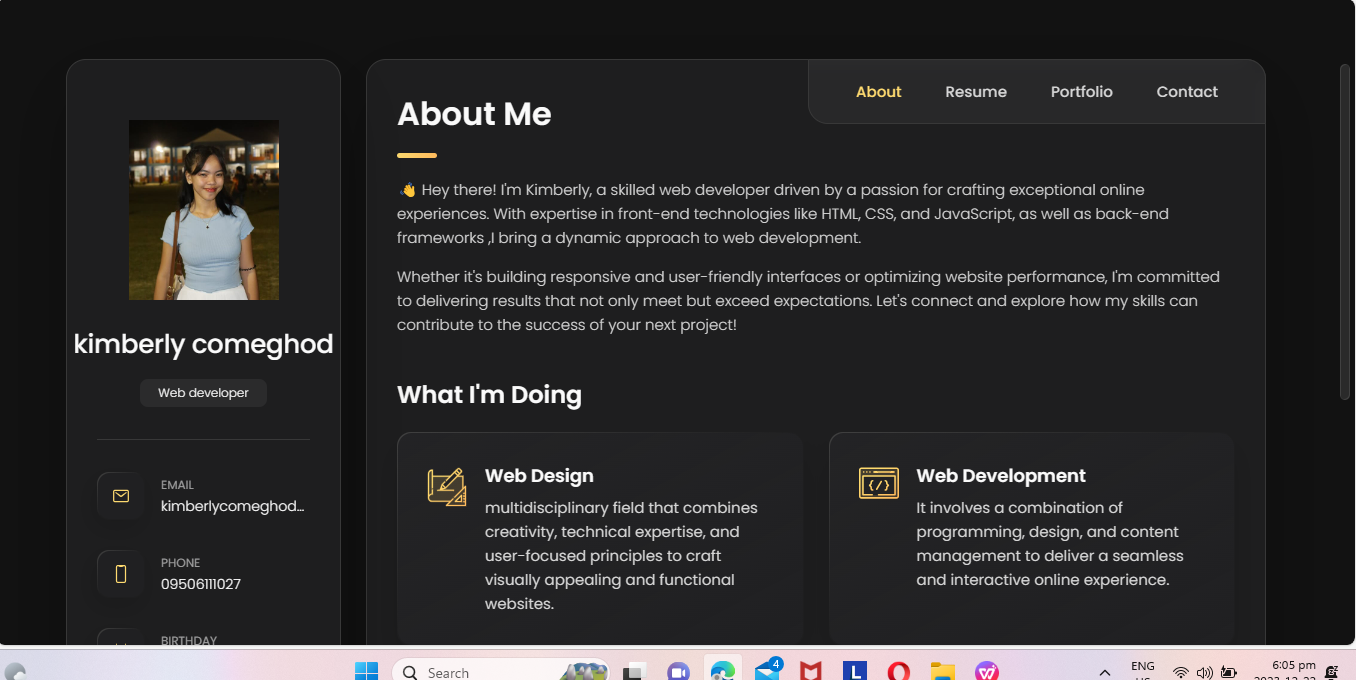 About
Resume
Portfolio
Contact
About Me
👋 Hey there! I'm Kimberly, a skilled web developer driven by a passion for crafting exceptional online
experiences. With expertise in front-end technologies like HTML, CSS, and JavaScript, as well as back-end
frameworks ,I bring a dynamic approach to web development.
Whether it's building responsive and user-friendly interfaces or optimizing website performance, I'm committed
to delivering results that not only meet but exceed expectations. Let's connect and explore how my skills can
contribute to the success of your next project!
kimberly comeghod
Web developer
EMAIL
kimberlycomeghod...
PHONE
09506111027
BIRTHDAY
What I'm Doing
Web Design
multidisciplinary field that combines
creativity, technical expertise, and
user-focused principles to craft
visually appealing and functional
websites.
Web Development
It involves a combination of
programming, design, and content
management to deliver a seamless
and interactive online experience.
Search
4
L
ENG
6:05 pm